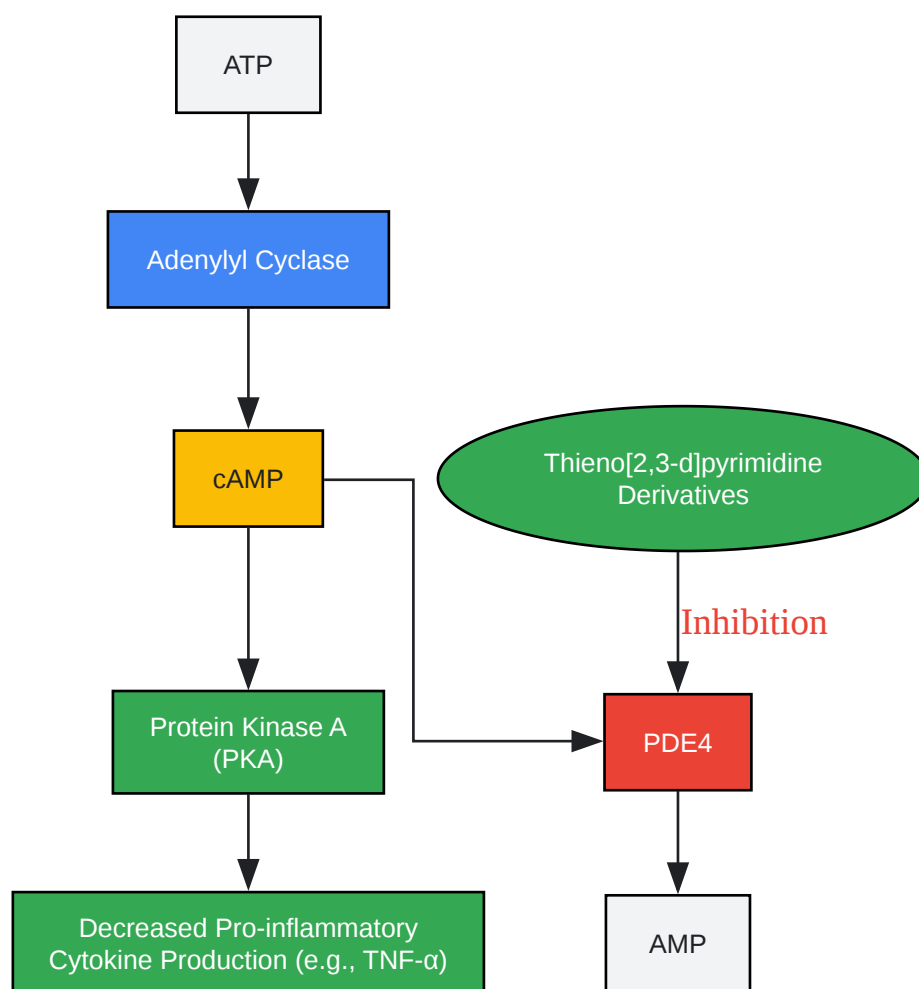 ATP
Adenylyl Cyclase
cAMP
Thieno[2,3-d]pyrimidine
Derivatives
Inhibition
Protein Kinase A
(PKA)
PDE4
Decreased Pro-inflammatory
Cytokine Production (e.g., TNF-α)
AMP